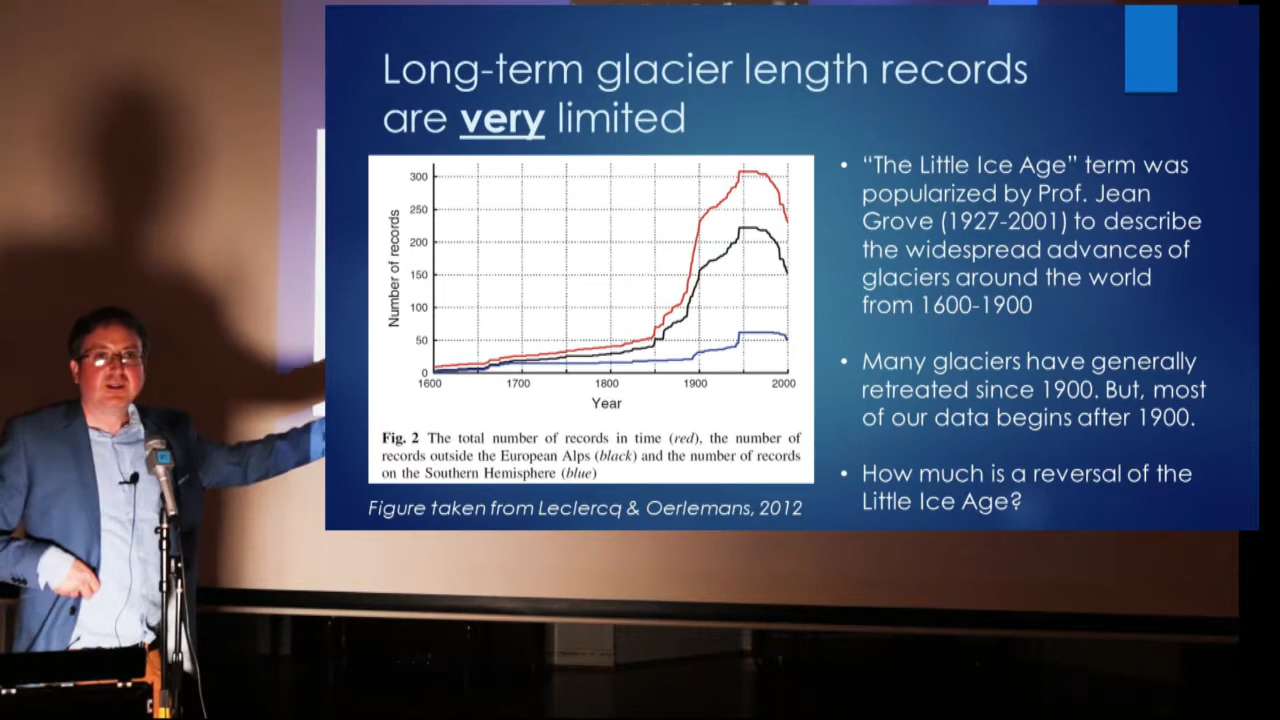 Long-term glacier length records
are very limited
300
250
200
150
100
50
0
Number of records
1600 1700 1800 1900 2000
Year
Fig. 2 The total number of records in time (red), the number of
records outside the European Alps (black) and the number of records
on the Southern Hemisphere (blue)
Figure taken from Leclercq & Oerlemans, 2012
• “The Little Ice Age” term was
popularized by Prof. Jean
Grove (1927-2001) to describe
the widespread advances of
glaciers around the world
from 1600-1900
• Many glaciers have generally
retreated since 1900. But, most
of our data begins after 1900.
• How much is a reversal of the
Little Ice Age?